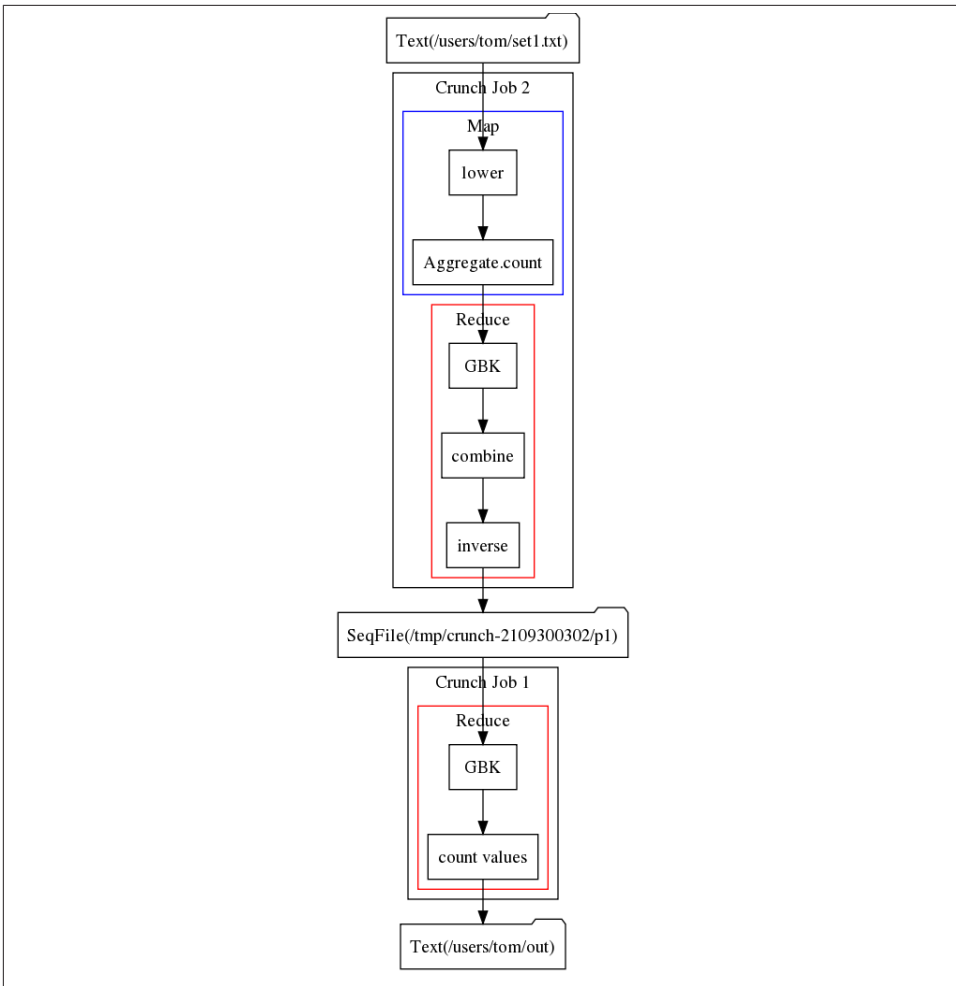 Text(/users/tom/set1.txt)
Crunch Job 2
Map
lower
Aggregate.count
Reduce
GBK
combine
inverse
SeqFile(/tmp/crunch-2109300302/p1)
Crunch Job 1
Reduce
GBK
count values
Text(/users/tom/out)